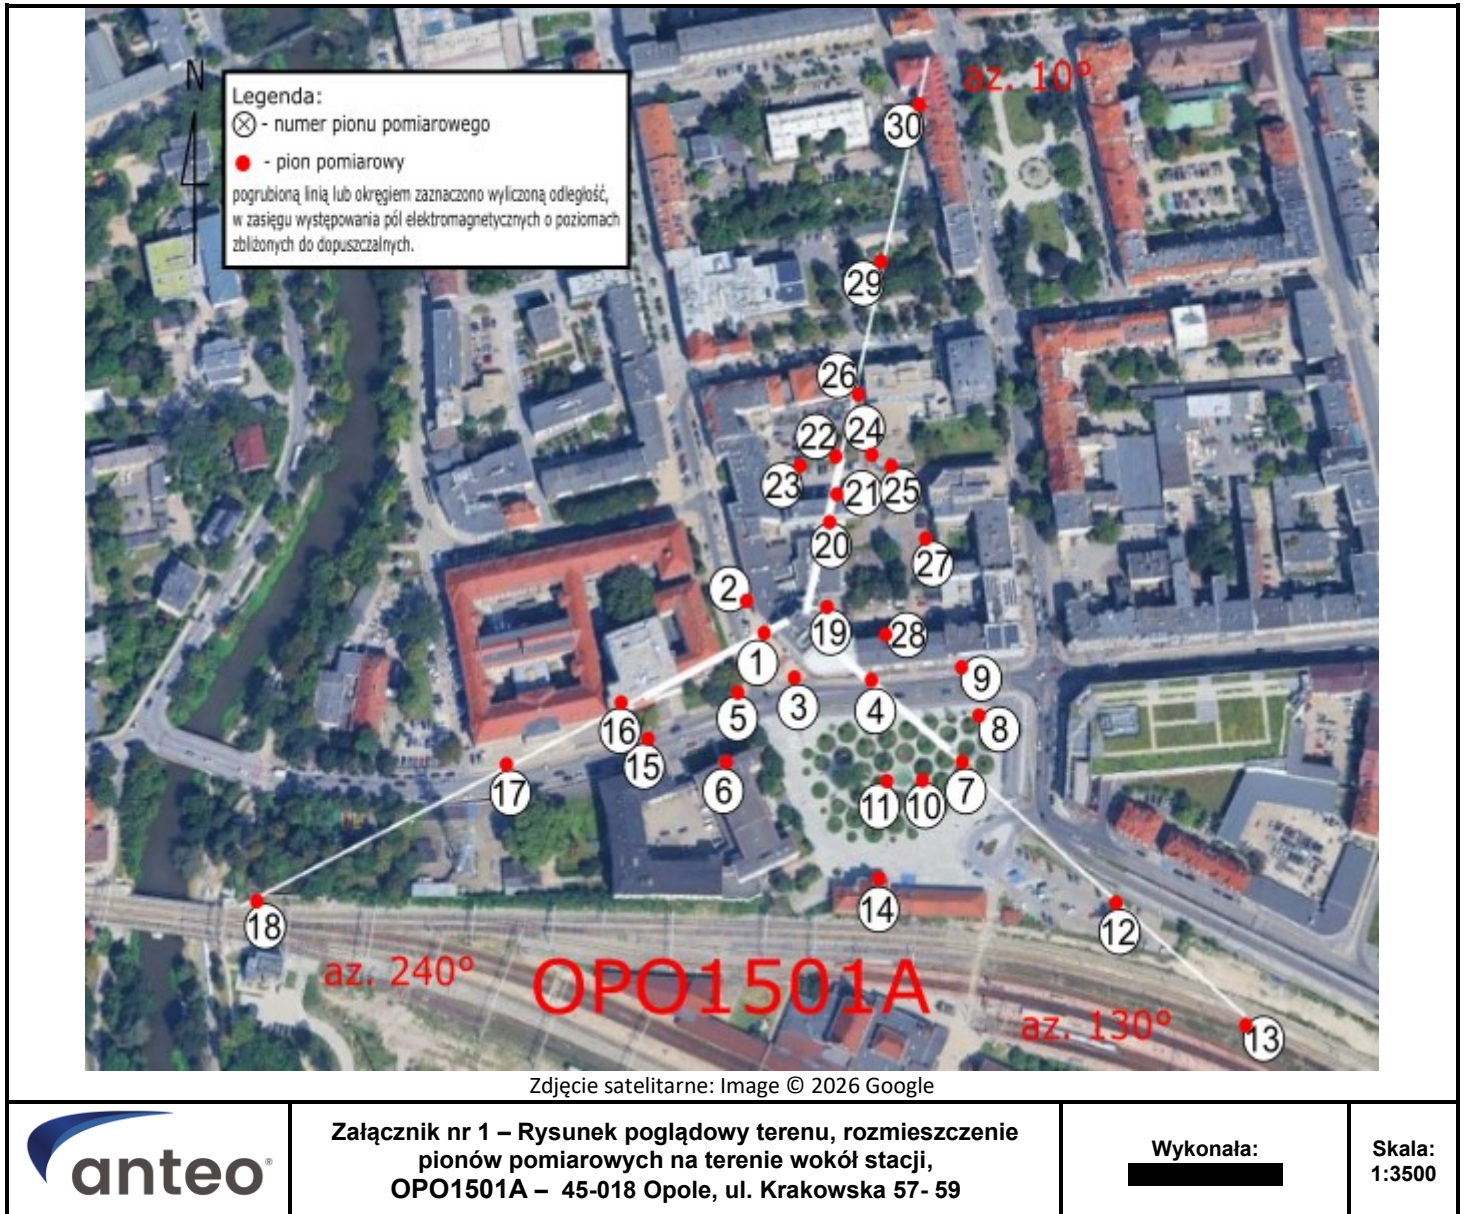 az. 10°
N
Legenda:
- numer pionu pomiarowego
- pion pomiarowy
pogrubioną linią lub okręgiem zaznaczono wyliczoną odległość,
w zasięgu występowania pól elektromagnetycznych o poziomach
zbliżonych do dopuszczalnych.
30
29
26
24
22
23
21
25
20
27
2
19
28
1
9
3
4
5
8
16
15
6
7
17
11
10
14
18
12
13
az. 240°
OPO1501A
az. 130°
Zdjęcie satelitarne: Image © 2026 Google
anteo®
Załącznik nr 1 – Rysunek poglądowy terenu, rozmieszczenie
pionów pomiarowych na terenie wokół stacji,
OPO1501A – 45-018 Opole, ul. Krakowska 57- 59
Wykonała:
Skala:
1:3500